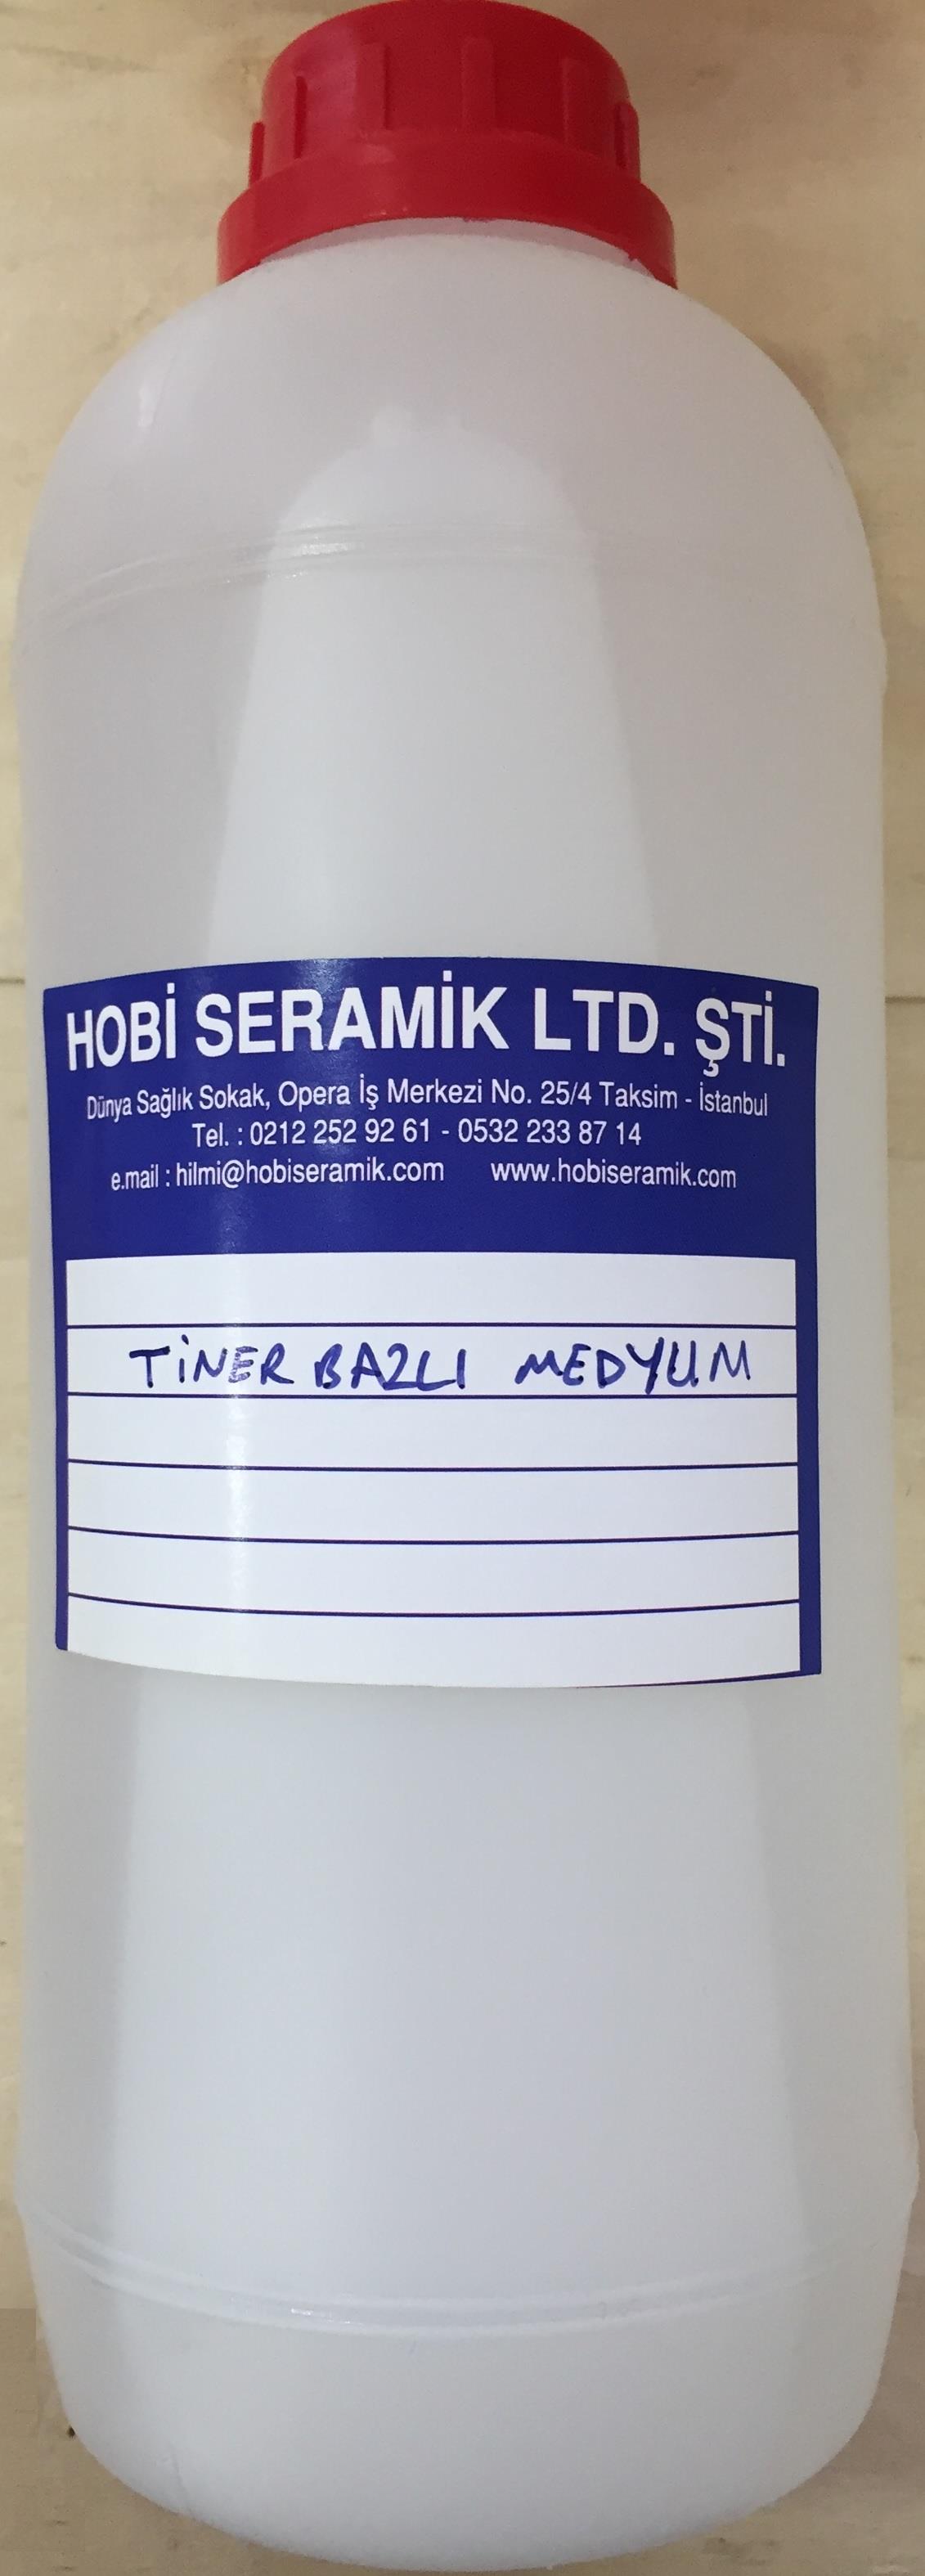 HOBİ SERAMİK LTD. ŞTİ.
Dünya Sağlık Sokak, Opera İş Merkezi No. 25/4 Taksim - İstanbul
Tel. : 0212 252 92 61 - 0532 233 87 14
e.mail : hilmi@hobiseramik.com www.hobiseramik.com
TİNER BAZLI MEDYUM